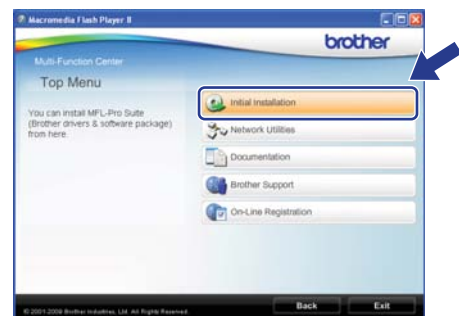 Macromedia Flash Player 8
brother
Multi-Function Center
Top Menu
You can install MFL-Pro Suite
(Brother drivers & software package)
from here.
Initial Installation
Network Utilities
Documentation
Brother Support
On-Line Registration
© 2001-2008 Brother Industries, Ltd. All Rights Reserved.
Back
Exit